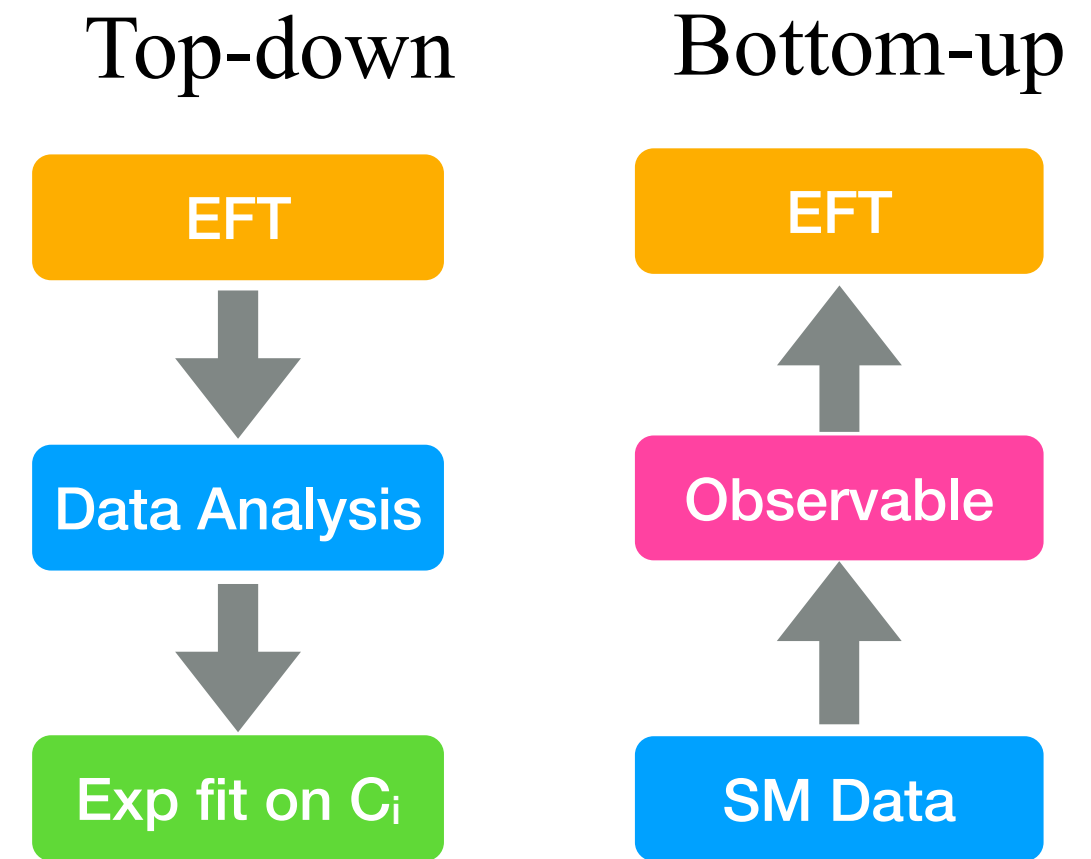 Top-down
EFT
Data Analysis
Exp fit on Cᵢ
Bottom-up
EFT
Observable
SM Data